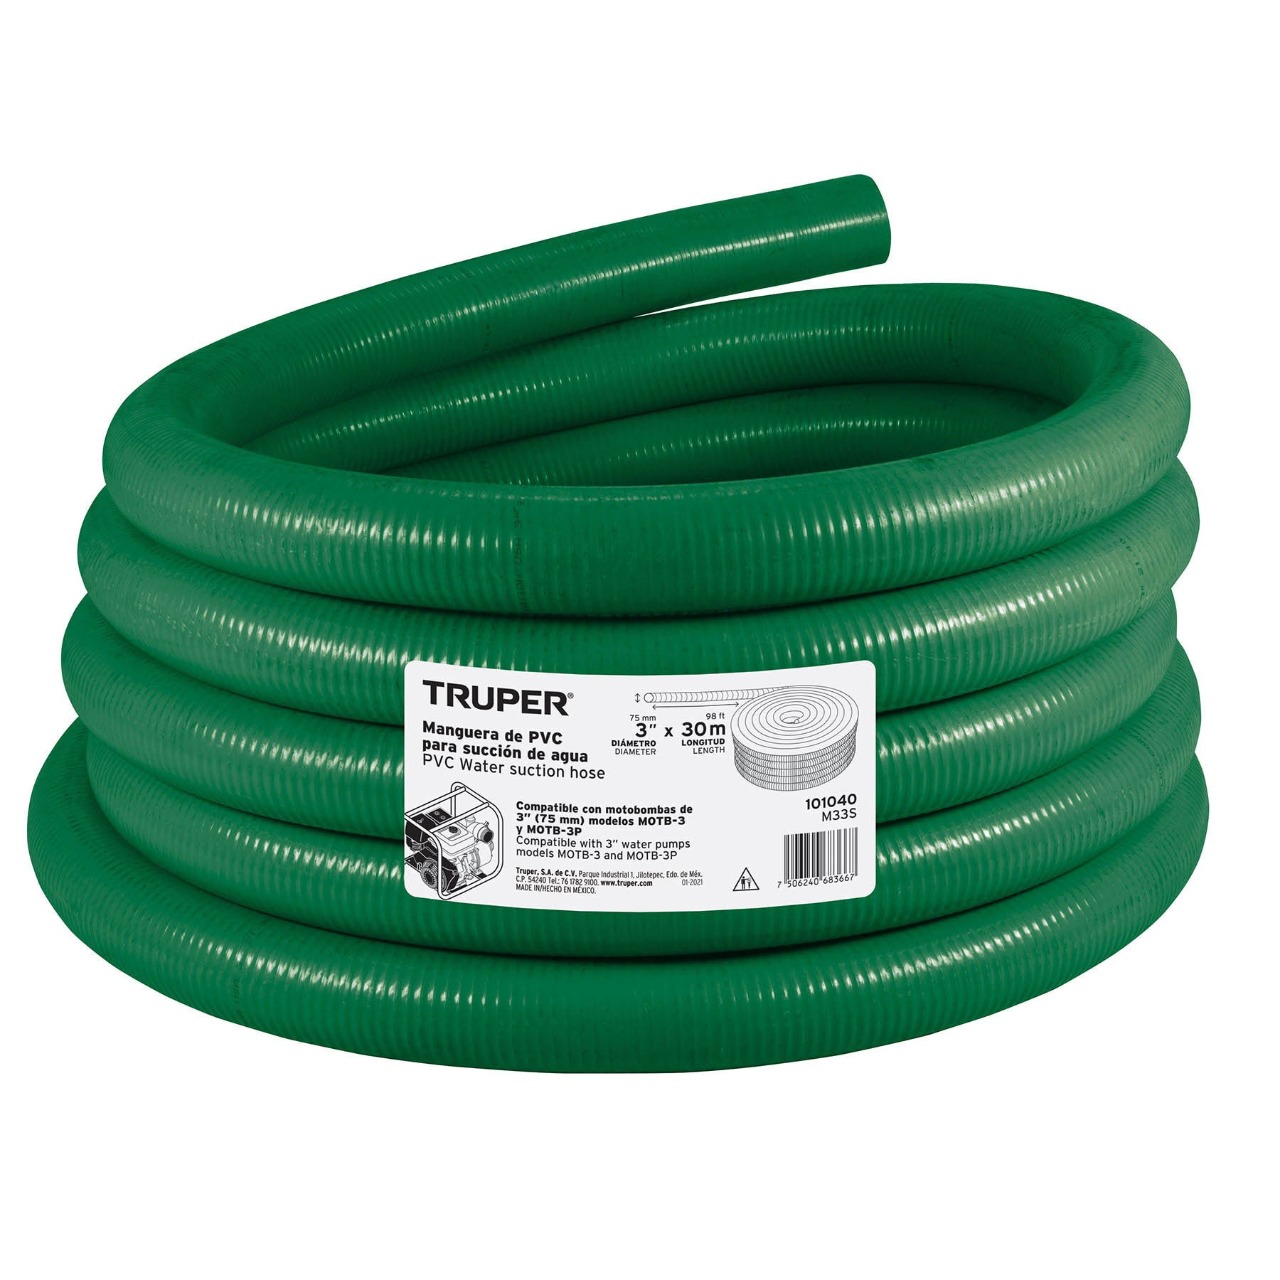 TRUPER®
Manguera de PVC
para succión de agua
PVC Water suction hose
75 mm 98 ft
3" x 30 m
DIÁMETRO LONGITUD
DIAMETER LENGTH
101040
M33S
Compatible con motobombas de
3" (75 mm) modelos MOTB-3
y MOTB-3P
Compatible with 3" water pumps
models MOTB-3 and MOTB-3P
Truper, S.A. de C.V. Parque Industrial 1, Jilotepec, Edo. de Méx.
C.P. 54240 Tel.: 76 1782 9100. www.truper.com 01-2021
MADE IN/HECHO EN MÉXICO.
7 506240 683667